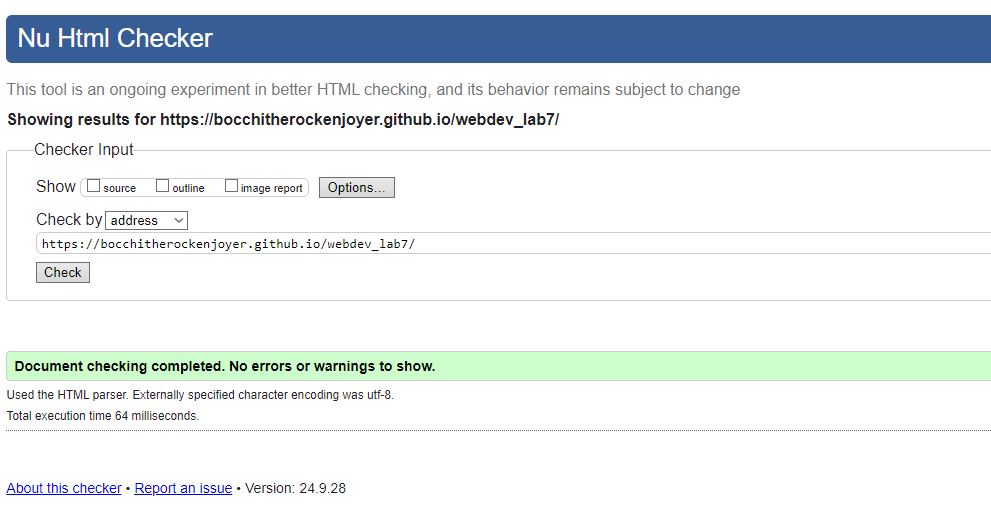 Nu Html Checker
This tool is an ongoing experiment in better HTML checking, and its behavior remains subject to change
Showing results for https://bocchitherockenjoyer.github.io/webdev_lab7/
Checker Input
Show source outline image report Options...
Check by address
https://bocchitherockenjoyer.github.io/webdev_lab7/
Check
Document checking completed. No errors or warnings to show.
Used the HTML parser. Externally specified character encoding was utf-8.
Total execution time 64 milliseconds.
About this checker • Report an issue • Version: 24.9.28